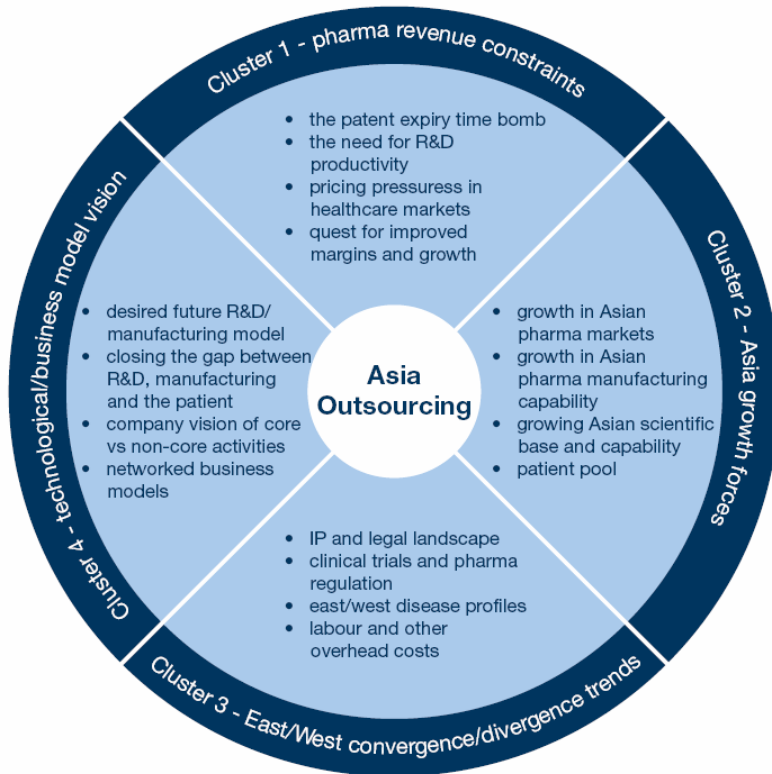 Cluster 1 - pharma revenue constraints
• the patent expiry time bomb
• the need for R&D
productivity
• pricing pressuress in
healthcare markets
• quest for improved
margins and growth
Cluster 2 - Asia growth forces
• growth in Asian
pharma markets
• growth in Asian
pharma manufacturing
capability
• growing Asian scientific
base and capability
• patient pool
Cluster 3 - East/West convergence/divergence trends
• IP and legal landscape
• clinical trials and pharma
regulation
• east/west disease profiles
• labour and other
overhead costs
Cluster 4 - technological/business model vision
• desired future R&D/
manufacturing model
• closing the gap between
R&D, manufacturing
and the patient
• company vision of core
vs non-core activities
• networked business
models
Asia
Outsourcing